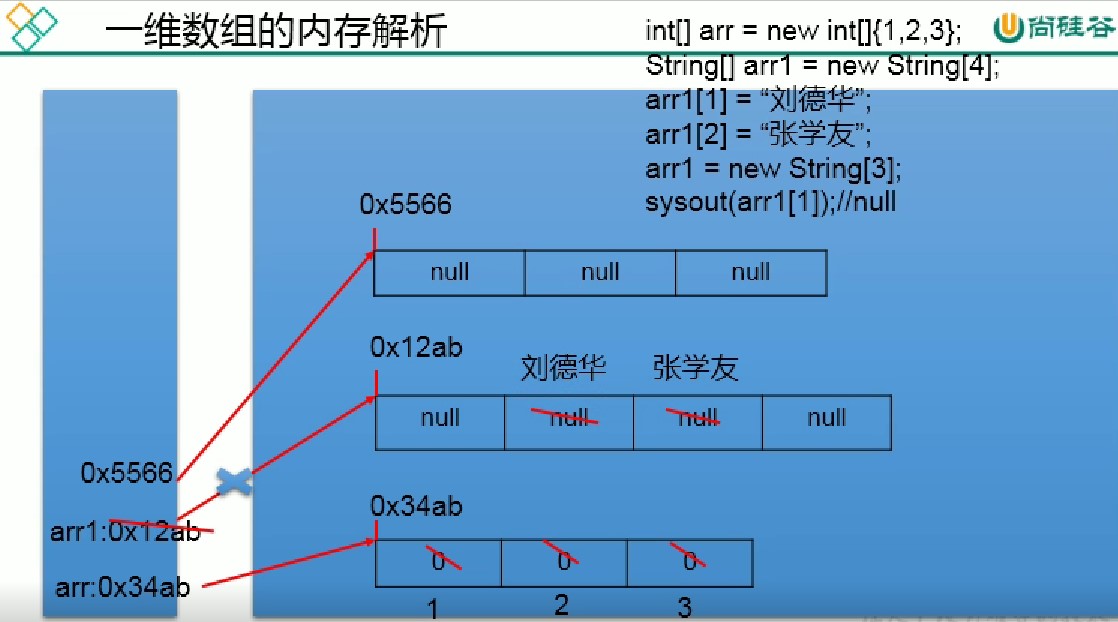 一维数组的内存解析
尚硅谷
int[] arr = new int[]{1,2,3};
String[] arr1 = new String[4];
arr1[1] = “刘德华”;
arr1[2] = “张学友”;
arr1 = new String[3];
sysout(arr1[1]);//null
0x5566
null null null
0x12ab
刘德华 张学友
null null null null
0x5566
arr1:0x12ab
0x34ab
arr:0x34ab
0 0 0
1 2 3